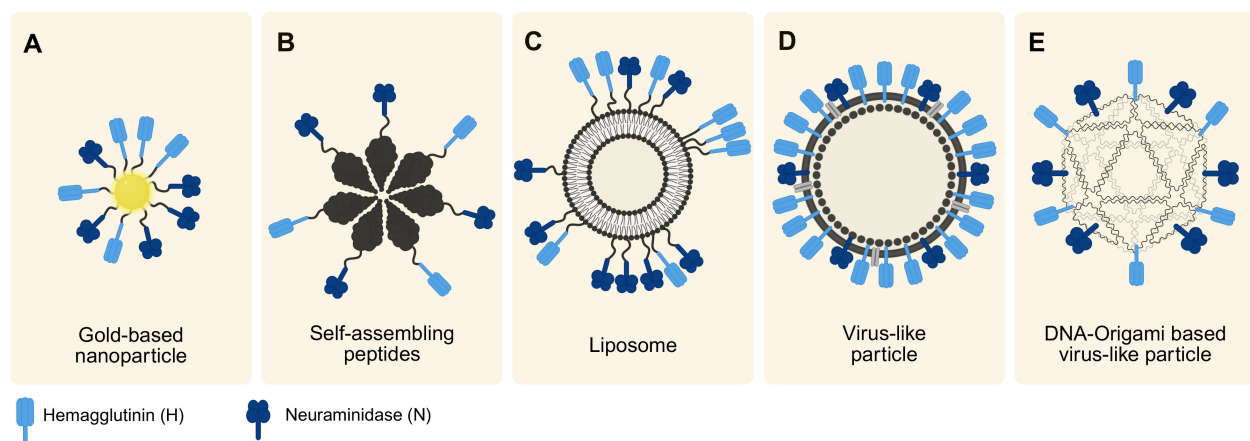 A
B
C
D
E
Gold-based
nanoparticle
Self-assembling
peptides
Liposome
Virus-like
particle
DNA-Origami based
virus-like particle
Hemagglutinin (H)
Neuraminidase (N)